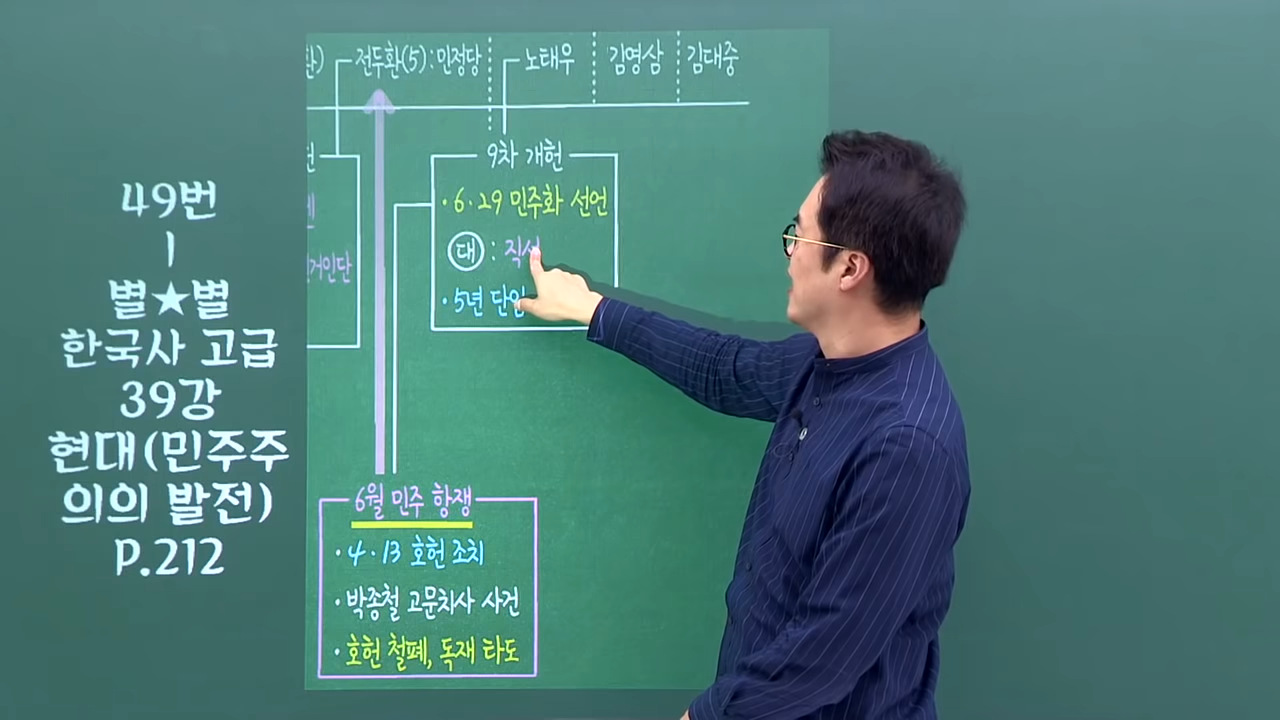 49번
|
별★별
한국사 고급
39강
현대(민주주
의의 발전)
P.212
전두환(5):민정당
노태우
김영삼
김대중
9차 개헌
·6·29 민주화 선언
대 : 직선
·5년 단임
거인단
6월 민주 항쟁
·4·13 호헌 조치
·박종철 고문치사 사건
·호헌 철폐, 독재 타도